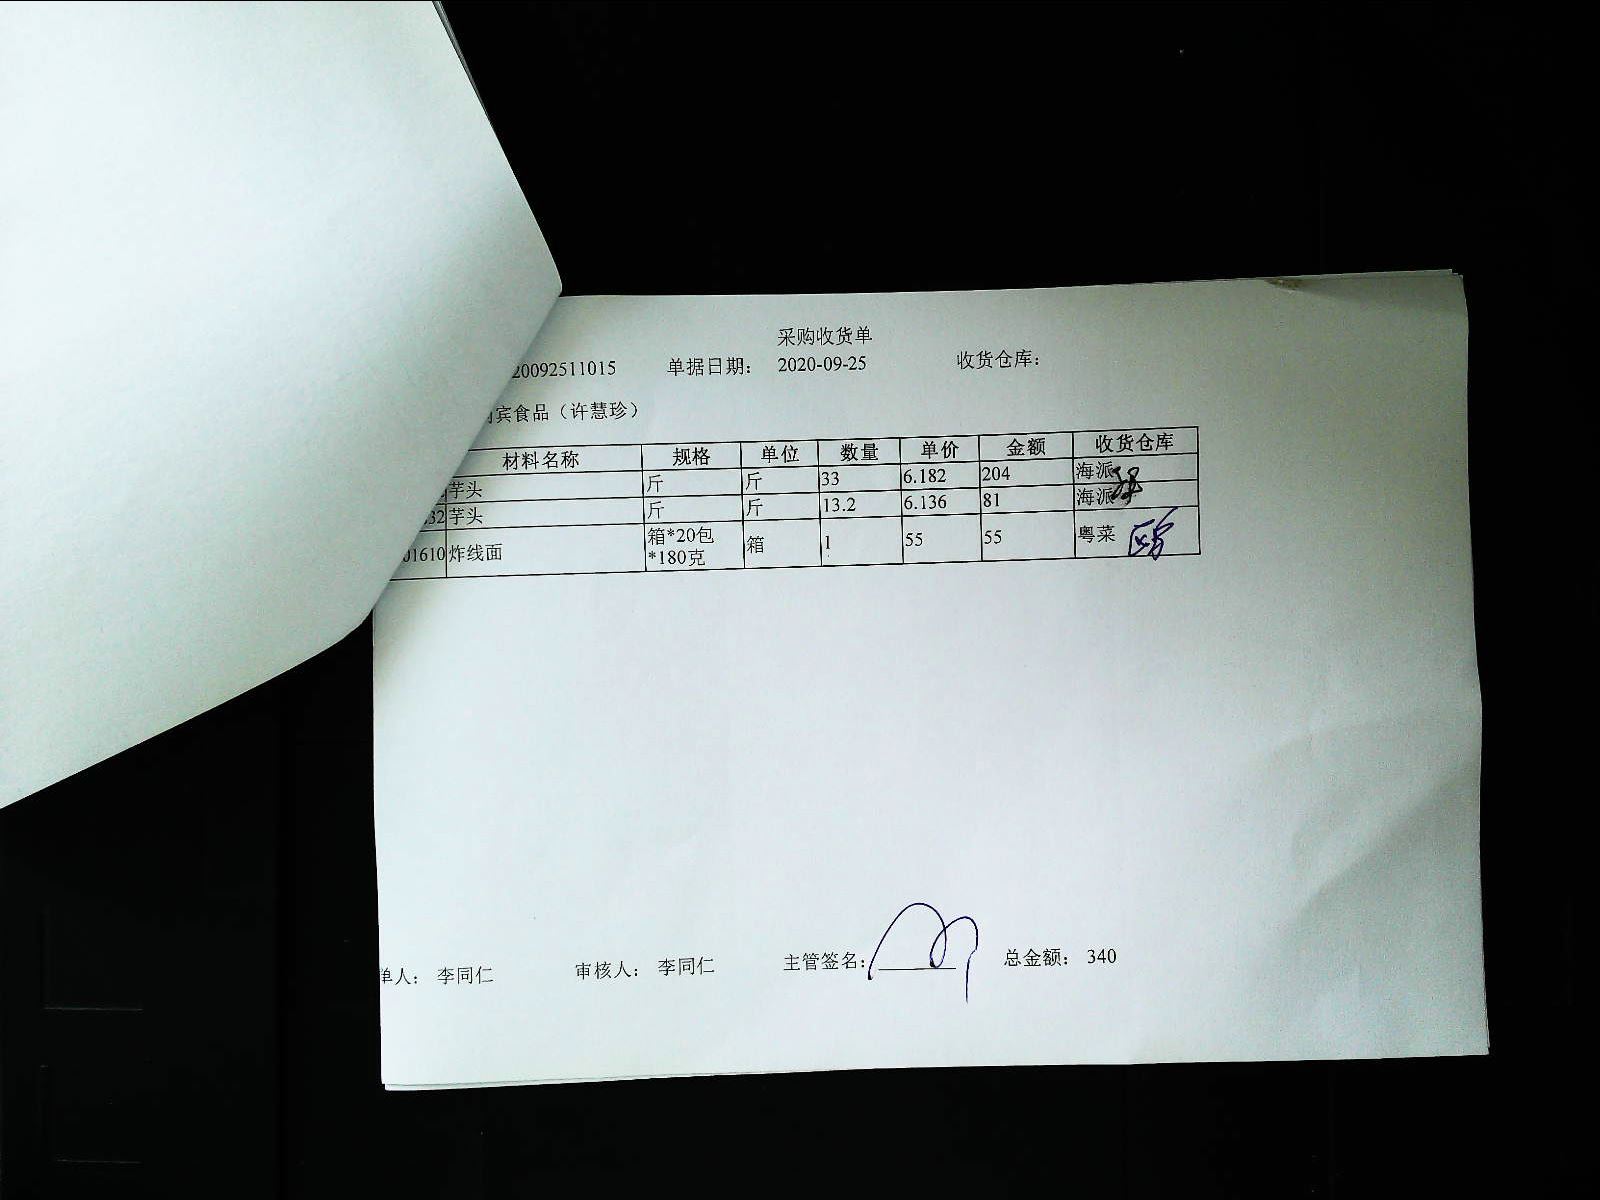 采购收货单
20092511015 单据日期： 2020-09-25 收货仓库：
宾食品（许慧珍）
材料名称 规格 单位 数量 单价 金额 收货仓库
芋头 斤 斤 33 6.182 204 海派
32 芋头 斤 斤 13.2 6.136 81 海派
01610 炸线面 箱*20包 箱 1 55 55 粤菜
*180克
单人： 李同仁 审核人： 李同仁 主管签名： 总金额： 340